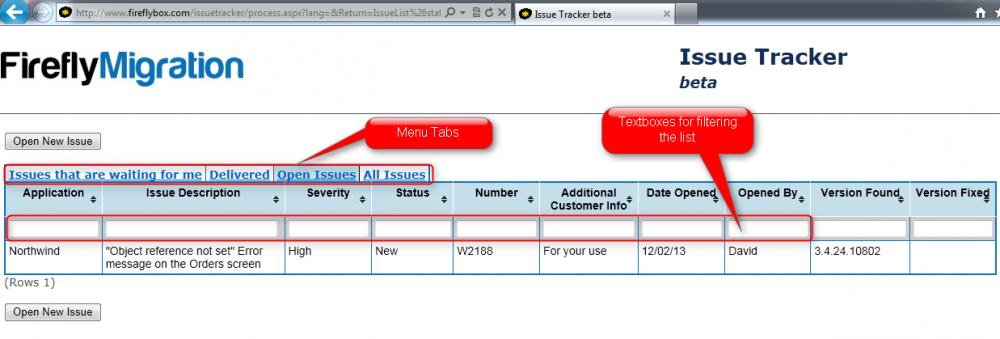 http://www.fireflybox.com/issuetracker/process.aspx?lang=&Return=IssueList%26stat
Issue Tracker beta
FireflyMigration
Issue Tracker
beta
Menu Tabs
Textboxes for filtering
the list
Open New Issue
Issues that are waiting for me Delivered Open Issues All Issues
Application Issue Description Severity Status Number Additional Customer Info Date Opened Opened By Version Found Version Fixed
Northwind "Object reference not set" Error message on the Orders screen High New W2188 For your use 12/02/13 David 3.4.24.10802
(Rows 1)
Open New Issue